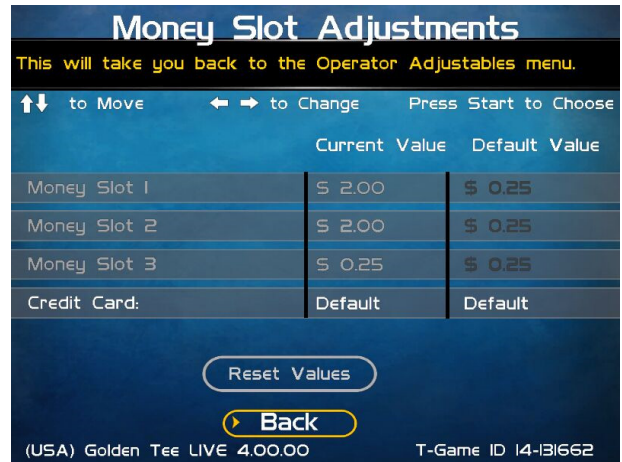 Money Slot Adjustments
This will take you back to the Operator Adjustables menu.
to Move to Change Press Start to Choose
Current Value Default Value
Money Slot 1 $ 2.00 $ 0.25
Money Slot 2 $ 2.00 $ 0.25
Money Slot 3 $ 0.25 $ 0.25
Credit Card: Default Default
Reset Values
Back
(USA) Golden Tee LIVE 4.00.00 T-Game ID 14-131662